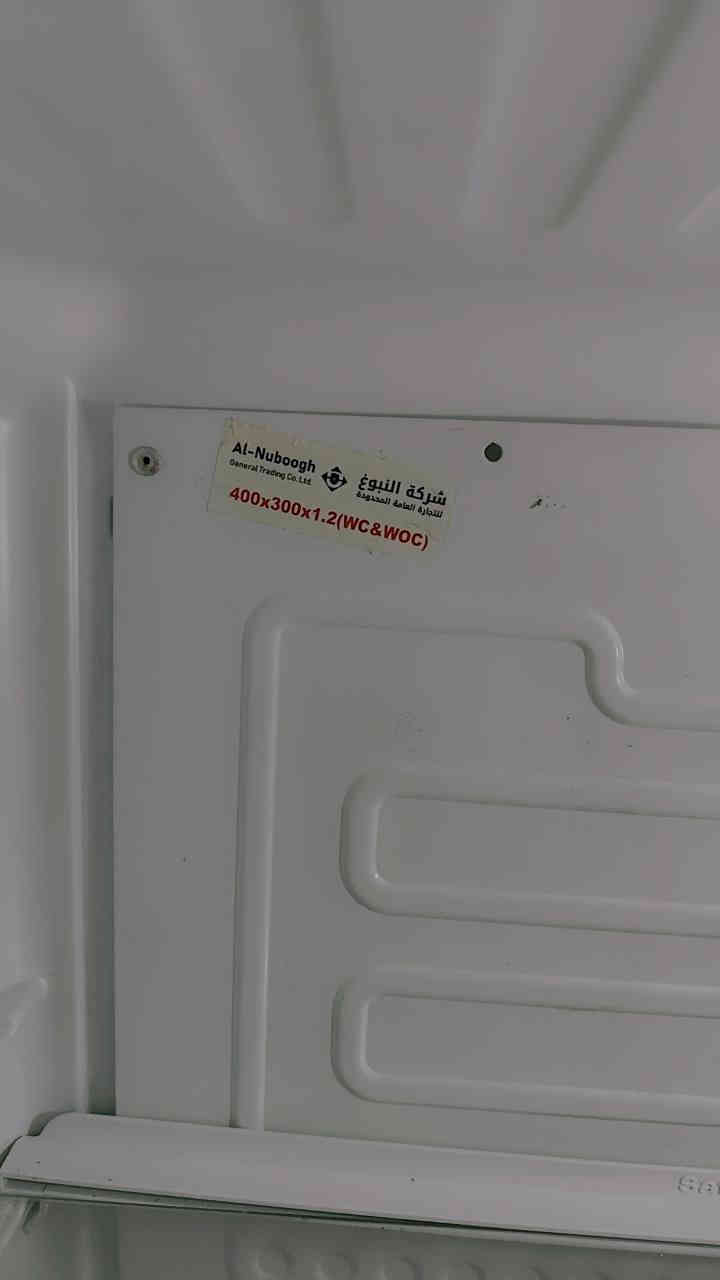 Al-Nuboogh
General Trading Co.Ltd.
شركة النبوغ
للتجارة العامة المحدودة
400x300x1.2(WC&WOC)